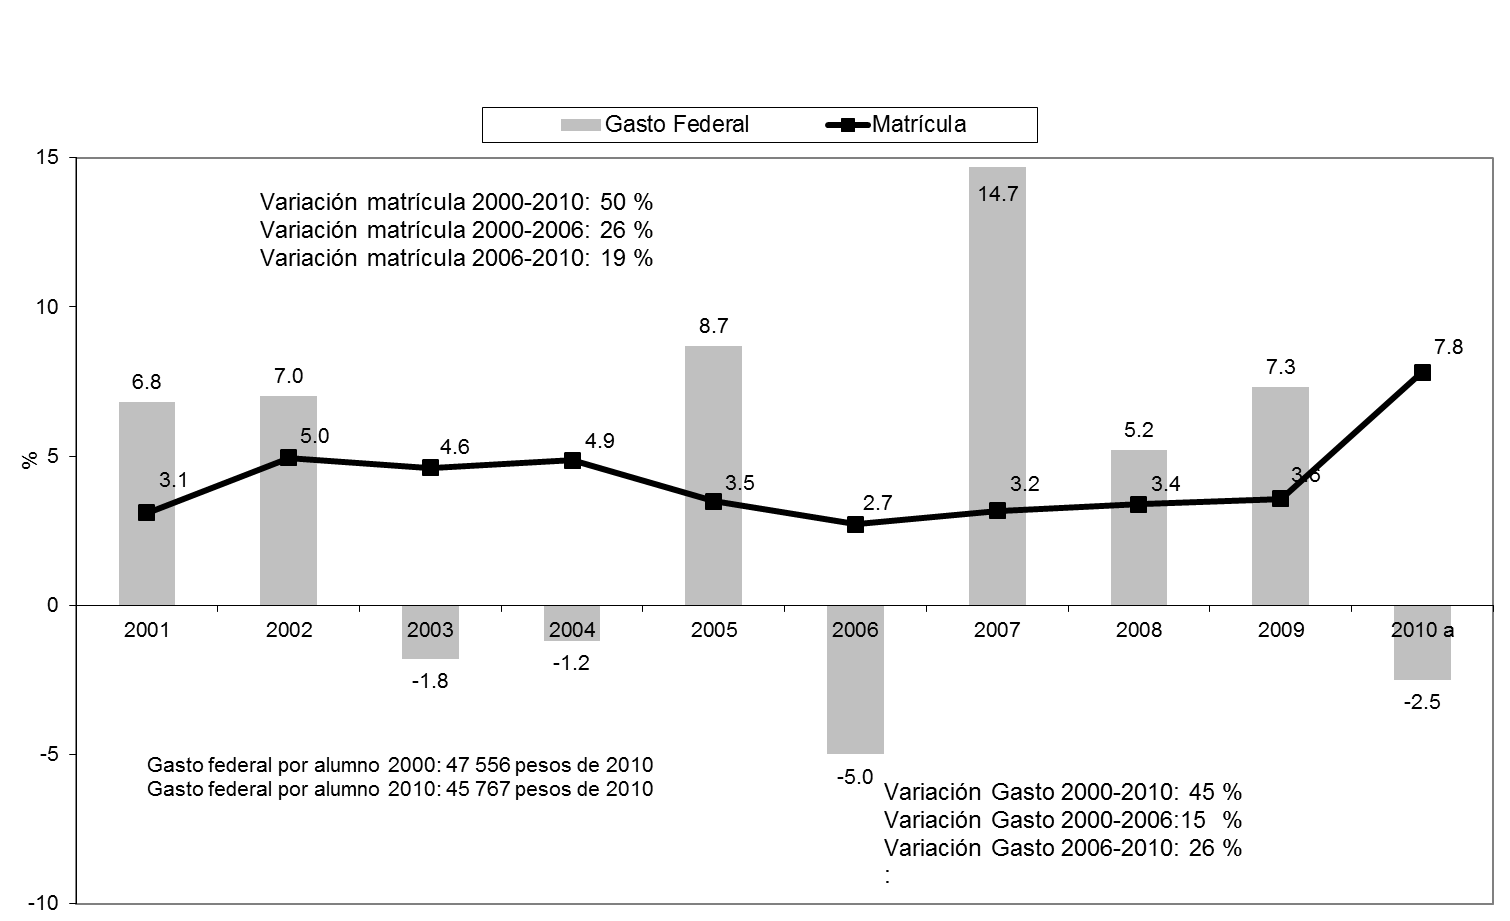 Gasto Federal Matrícula
15
Variación matrícula 2000-2010: 50 %
Variación matrícula 2000-2006: 26 %
Variación matrícula 2006-2010: 19 %
14.7
10
8.7
7.8
7.3
7.0
6.8
5.2
5.0
4.6
4.9
%
5
3.1
3.5
2.7
3.2
3.4
3.6
0
2001 2002 2003 2004 2005 2006 2007 2008 2009 2010 a
-1.8
-1.2
-2.5
-5
-5.0
Gasto federal por alumno 2000: 47 556 pesos de 2010
Gasto federal por alumno 2010: 45 767 pesos de 2010
Variación Gasto 2000-2010: 45 %
Variación Gasto 2000-2006:15 %
Variación Gasto 2006-2010: 26 %
:
-10